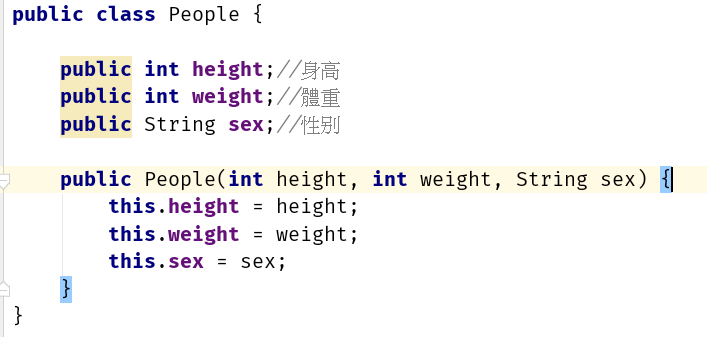 public class People {
public int height;//身高
public int weight;//體重
public String sex;//性别
public People(int height, int weight, String sex) {
this.height = height;
this.weight = weight;
this.sex = sex;
}
}